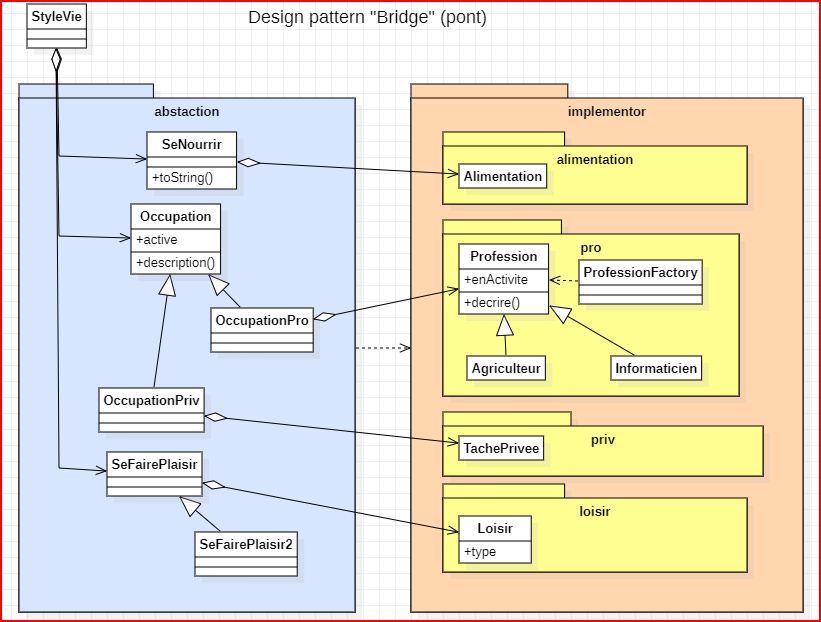 Design pattern "Bridge" (pont)
StyleVie
abstaction
SeNourrir
+toString()
Occupation
+active
+description()
OccupationPro
OccupationPriv
SeFairePlaisir
SeFairePlaisir2
implementor
alimentation
Alimentation
pro
Profession
+enActivite
+decrire()
ProfessionFactory
Agriculteur
Informaticien
priv
TachePrivee
loisir
Loisir
+type